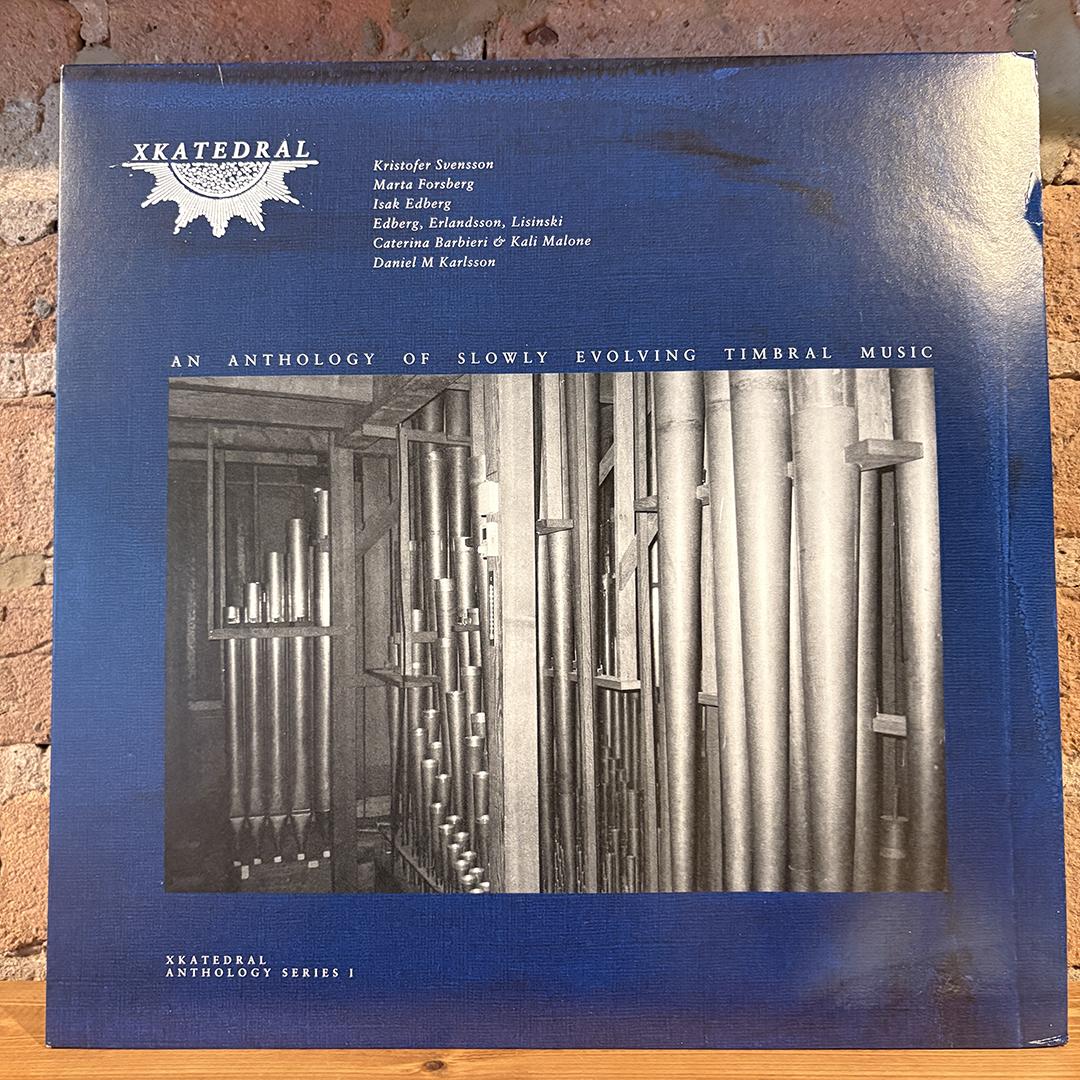 XKATEDRAL
Kristofer Svensson
Marta Forsberg
Isak Edberg
Edberg, Erlandsson, Lisinski
Caterina Barbieri & Kali Malone
Daniel M Karlsson
AN ANTHOLOGY OF SLOWLY EVOLVING TIMBRAL MUSIC
XKATEDRAL
ANTHOLOGY SERIES I